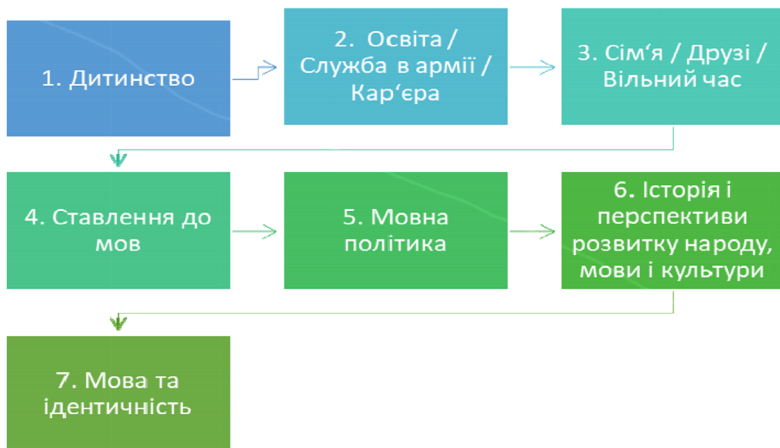 1. Дитинство
2. Освіта /
Служба в армії /
Кар‘єра
3. Сім‘я / Друзі /
Вільний час
4. Ставлення до
мов
5. Мовна
політика
6. Історія і
перспективи
розвитку народу,
мови і культури
7. Мова та
ідентичність